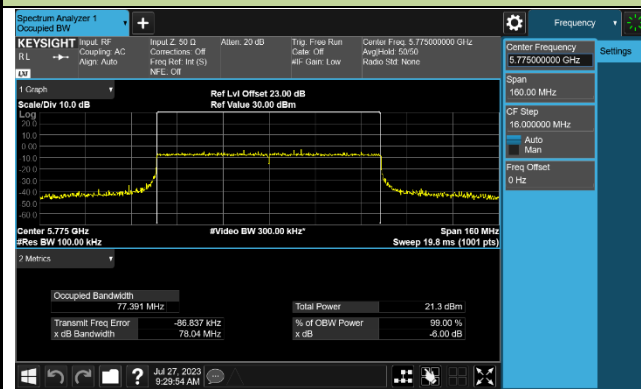 Spectrum Analyzer 1
Occupied BW
Frequency
KEYSIGHT
RL
LXI
Input: RF
Coupling: AC
Align: Auto
Input Z: 50 Ω
Corrections: Off
Freq Ref: Int (S)
NFE: Off
Atten: 20 dB
Trig: Free Run
Gate: Off
#IF Gain: Low
Center Freq: 5.775000000 GHz
Avg|Hold: 50/50
Radio Std: None
Center Frequency
5.775000000 GHz
Settings
Span
160.00 MHz
CF Step
16.000000 MHz
Auto
Man
Freq Offset
0 Hz
1 Graph
Scale/Div 10.0 dB
Ref Lvl Offset 23.00 dB
Ref Value 30.00 dBm
Log
20.0
10.0
0.00
-10.0
-20.0
-30.0
-40.0
-50.0
-60.0
Center 5.775 GHz
#Res BW 100.00 kHz
#Video BW 300.00 kHz*
Span 160 MHz
Sweep 19.8 ms (1001 pts)
2 Metrics
Occupied Bandwidth
77.391 MHz
Total Power 21.3 dBm
Transmit Freq Error -86.837 kHz
% of OBW Power 99.00 %
x dB Bandwidth 78.04 MHz
x dB -6.00 dB
Jul 27, 2023
9:29:54 AM